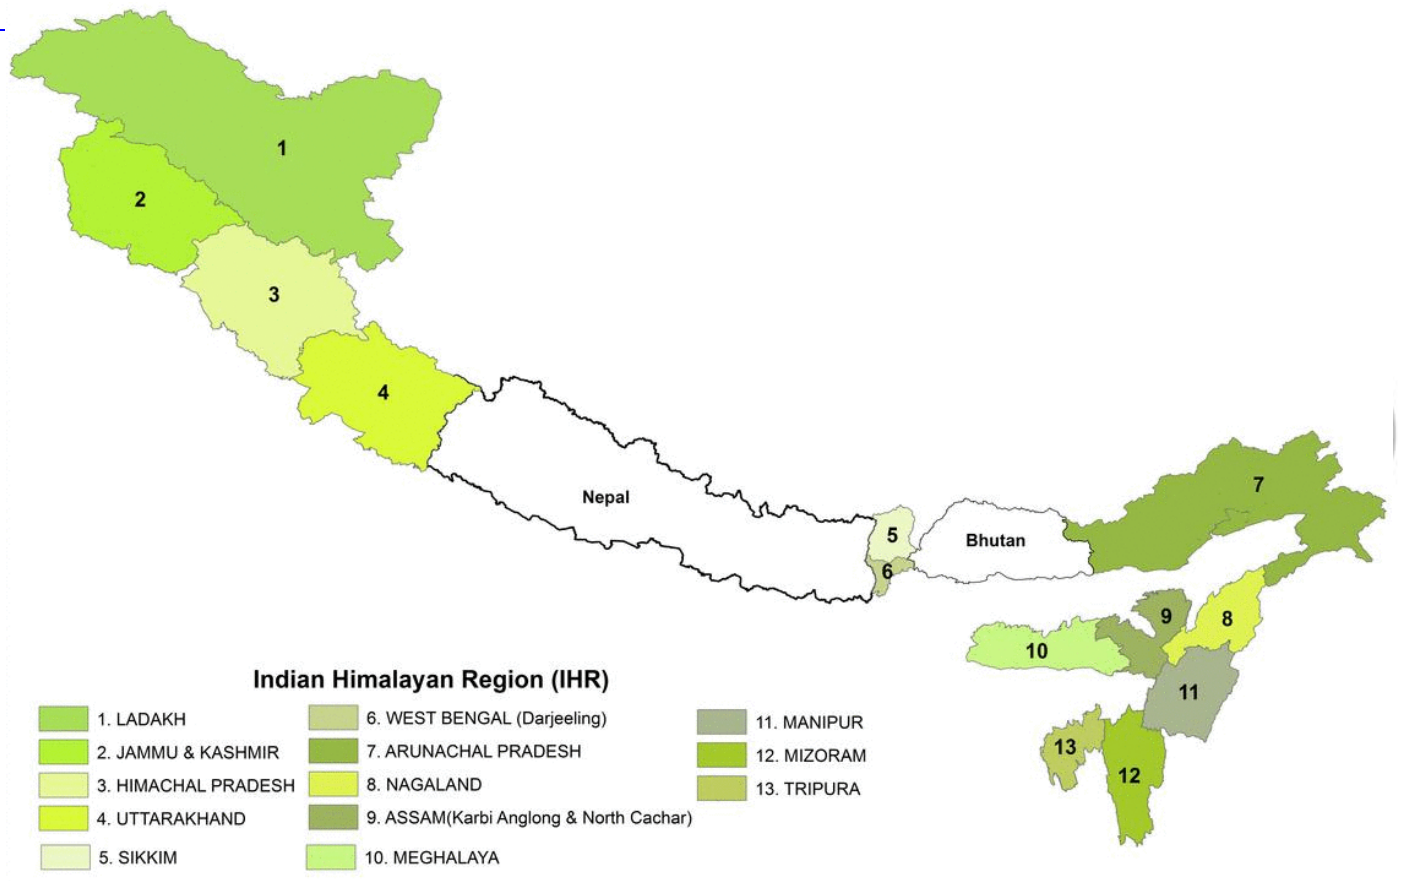 1
2
3
4
Nepal
5
6
Bhutan
7
8
9
10
11
12
13
Indian Himalayan Region (IHR)
1. LADAKH
2. JAMMU & KASHMIR
3. HIMACHAL PRADESH
4. UTTARAKHAND
5. SIKKIM
6. WEST BENGAL (Darjeeling)
7. ARUNACHAL PRADESH
8. NAGALAND
9. ASSAM(Karbi Anglong & North Cachar)
10. MEGHALAYA
11. MANIPUR
12. MIZORAM
13. TRIPURA